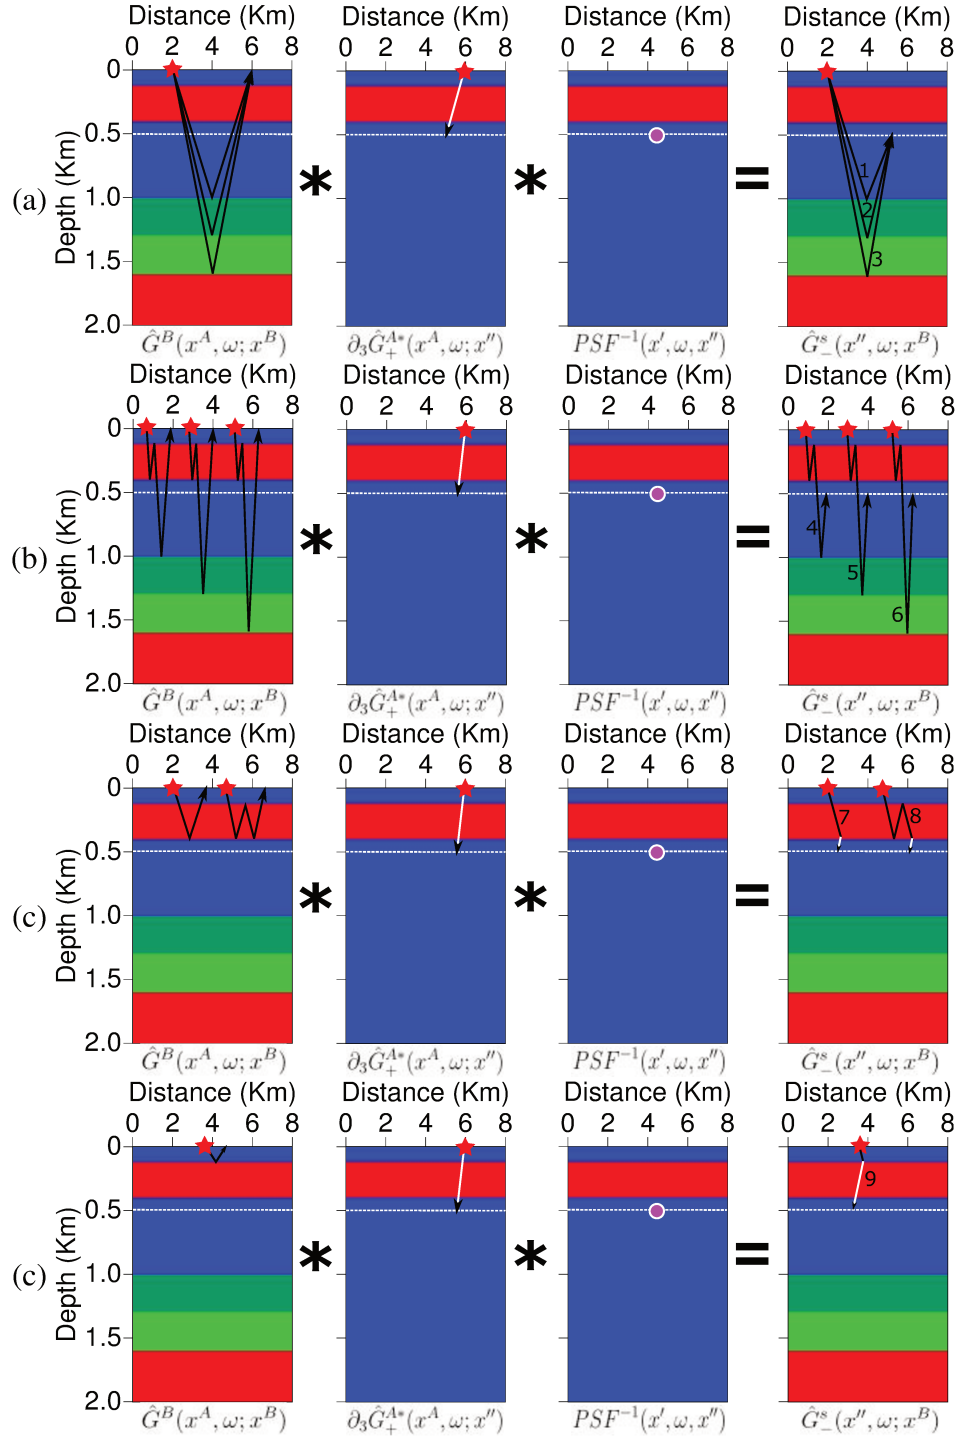 Distance (Km) Distance (Km) Distance (Km) Distance (Km)
0 2 4 6 8 0 2 4 6 8 0 2 4 6 8 0 2 4 6 8
0
0.5
1.0
1.5
2.0
Depth (Km)
(a)
* * =
1
2
3
Ĝ^B(x^A, ω; x^B) ∂₃Ĝ₊^{A*}(x^A, ω; x'') PSF^{-1}(x', ω, x'') Ĝ₋^s(x'', ω; x^B)
Distance (Km) Distance (Km) Distance (Km) Distance (Km)
0 2 4 6 8 0 2 4 6 8 0 2 4 6 8 0 2 4 6 8
0
0.5
1.0
1.5
2.0
Depth (Km)
(b)
* * =
4
5
6
Ĝ^B(x^A, ω; x^B) ∂₃Ĝ₊^{A*}(x^A, ω; x'') PSF^{-1}(x', ω, x'') Ĝ₋^s(x'', ω; x^B)
Distance (Km) Distance (Km) Distance (Km) Distance (Km)
0 2 4 6 8 0 2 4 6 8 0 2 4 6 8 0 2 4 6 8
0
0.5
1.0
1.5
2.0
Depth (Km)
(c)
* * =
7 8
Ĝ^B(x^A, ω; x^B) ∂₃Ĝ₊^{A*}(x^A, ω; x'') PSF^{-1}(x', ω, x'') Ĝ₋^s(x'', ω; x^B)
Distance (Km) Distance (Km) Distance (Km) Distance (Km)
0 2 4 6 8 0 2 4 6 8 0 2 4 6 8 0 2 4 6 8
0
0.5
1.0
1.5
2.0
Depth (Km)
(c)
* * =
9
Ĝ^B(x^A, ω; x^B) ∂₃Ĝ₊^{A*}(x^A, ω; x'') PSF^{-1}(x', ω, x'') Ĝ₋^s(x'', ω; x^B)